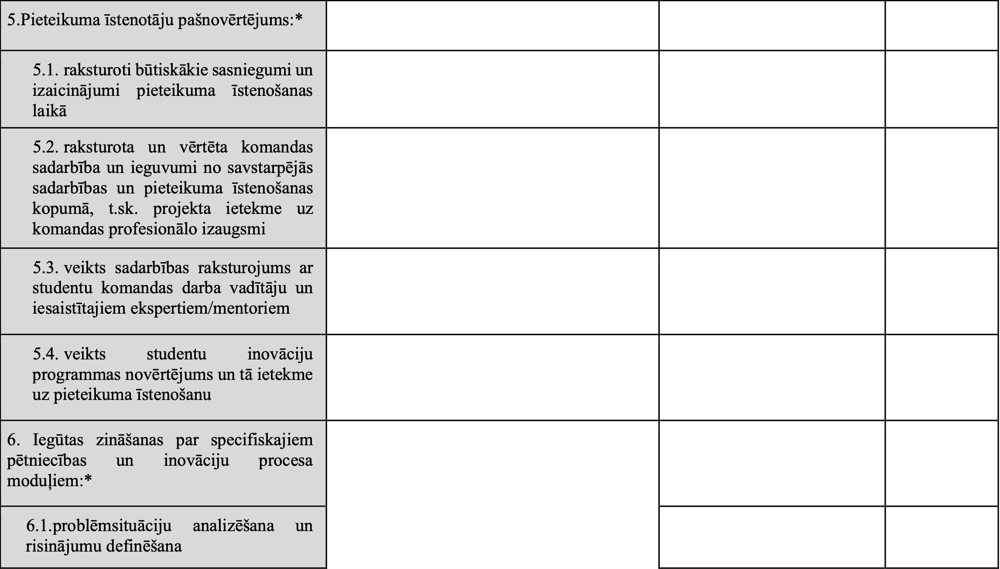 5.Pieteikuma īstenotāju pašnovērtējums:*
5.1. raksturoti būtiskākie sasniegumi un
izaicinājumi pieteikuma īstenošanas
laikā
5.2. raksturota un vērtēta komandas
sadarbība un ieguvumi no savstarpējās
sadarbības un pieteikuma īstenošanas
kopumā, t.sk. projekta ietekme uz
komandas profesionālo izaugsmi
5.3. veikts sadarbības raksturojums ar
studentu komandas darba vadītāju un
iesaistītajiem ekspertiem/mentoriem
5.4. veikts studentu inovāciju
programmas novērtējums un tā ietekme
uz pieteikuma īstenošanu
6. Iegūtas zināšanas par specifiskajiem
pētniecības un inovāciju procesa
moduļiem:*
6.1.problēmsituāciju analizēšana un
risinājumu definēšana